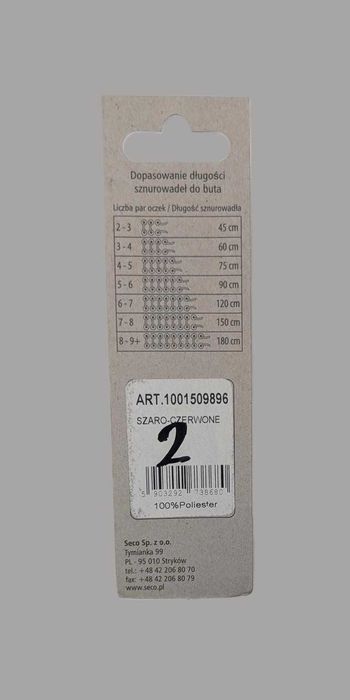 Dopasowanie długości
sznurowadeł do buta
Liczba par oczek / Długość sznurowadła
2 - 3 45 cm
3 - 4 60 cm
4 - 5 75 cm
5 - 6 90 cm
6 - 7 120 cm
7 - 8 150 cm
8 - 9+ 180 cm
ART.1001509896
SZARO-CZERWONE
2
5 903292 738680
100%Poliester
Seco Sp. z o.o.
Tymianka 99
PL - 95 010 Stryków
tel.: +48 42 206 80 70
fax: +48 42 206 80 79
www.seco.pl